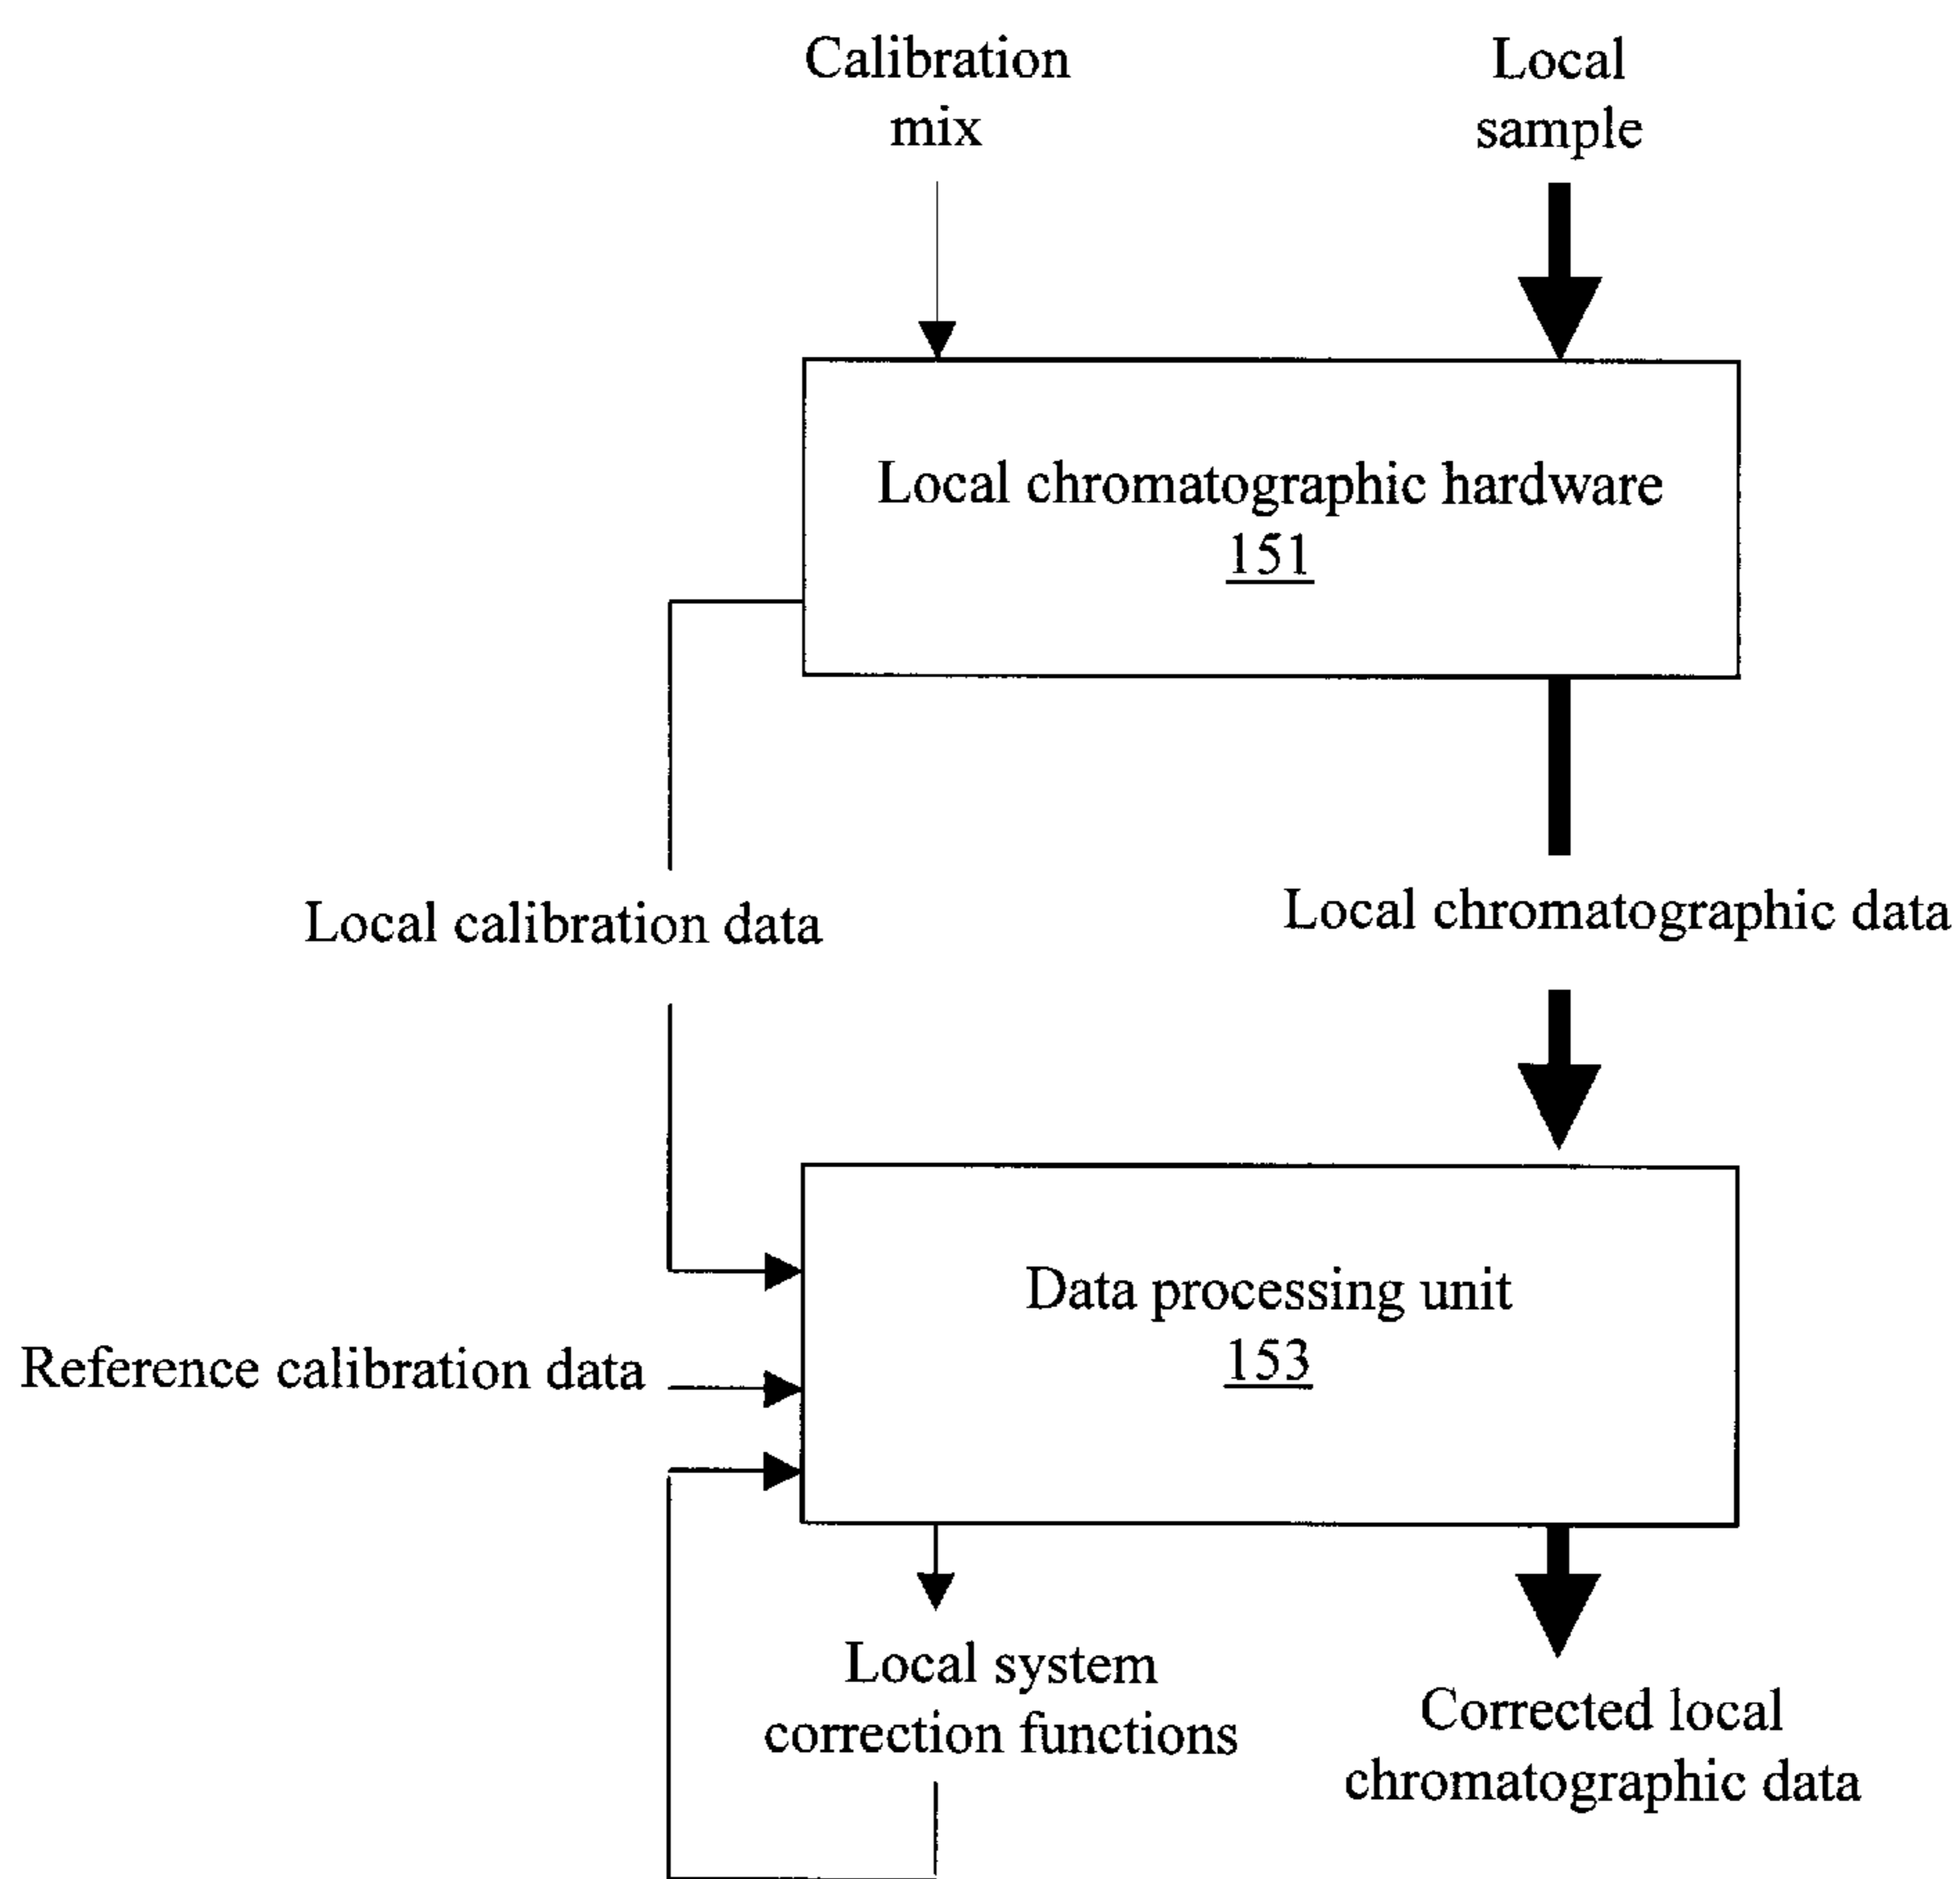 Calibration
mix
Local
sample
Local chromatographic hardware
151
Local calibration data
Local chromatographic data
Data processing unit
153
Reference calibration data
Local system
correction functions
Corrected local
chromatographic data